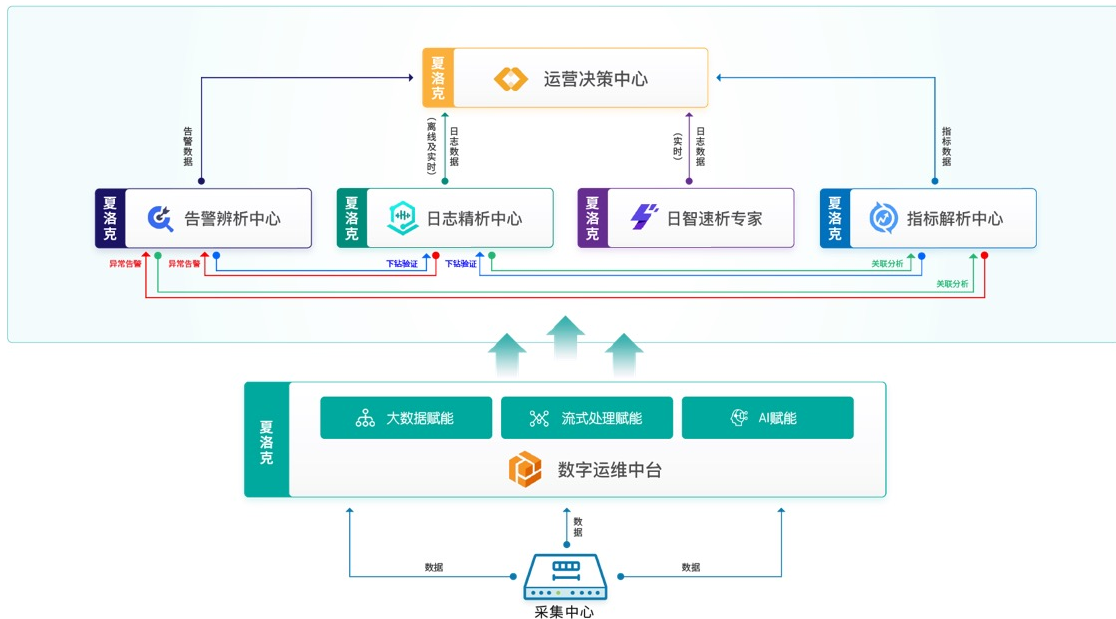 夏洛克
运营决策中心
告警数据
(离线及实时)
日志数据
(实时)
日志数据
指标数据
夏洛克
告警辨析中心
夏洛克
日志精析中心
夏洛克
日智速析专家
夏洛克
指标解析中心
异常告警
异常告警
下钻验证
下钻验证
关联分析
关联分析
夏洛克
大数据赋能
流式处理赋能
AI赋能
数字运维中台
数据
数据
数据
采集中心